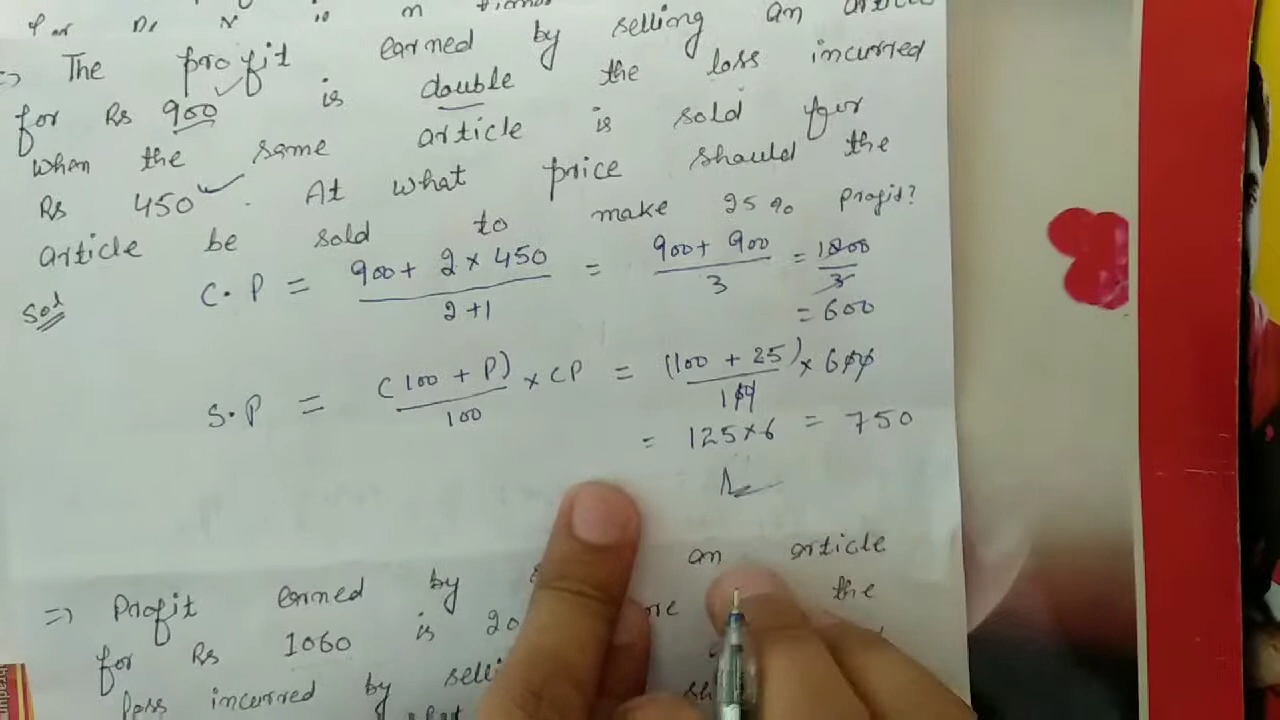 => The profit earned by selling an
for Rs 900 is double the loss incurred
when the same article is sold for
Rs 450. At what price should the
article be sold to make 25% profit?
Sol C.P = 900 + 2 × 450 / 2+1 = 900 + 900 / 3 = 1800 / 3
= 600
S.P = (100 + P) / 100 × CP = (100 + 25) / 100 × 600
= 125×6 = 750
=> Profit earned by an article
for Rs 1060 is 20 the
loss incurred by